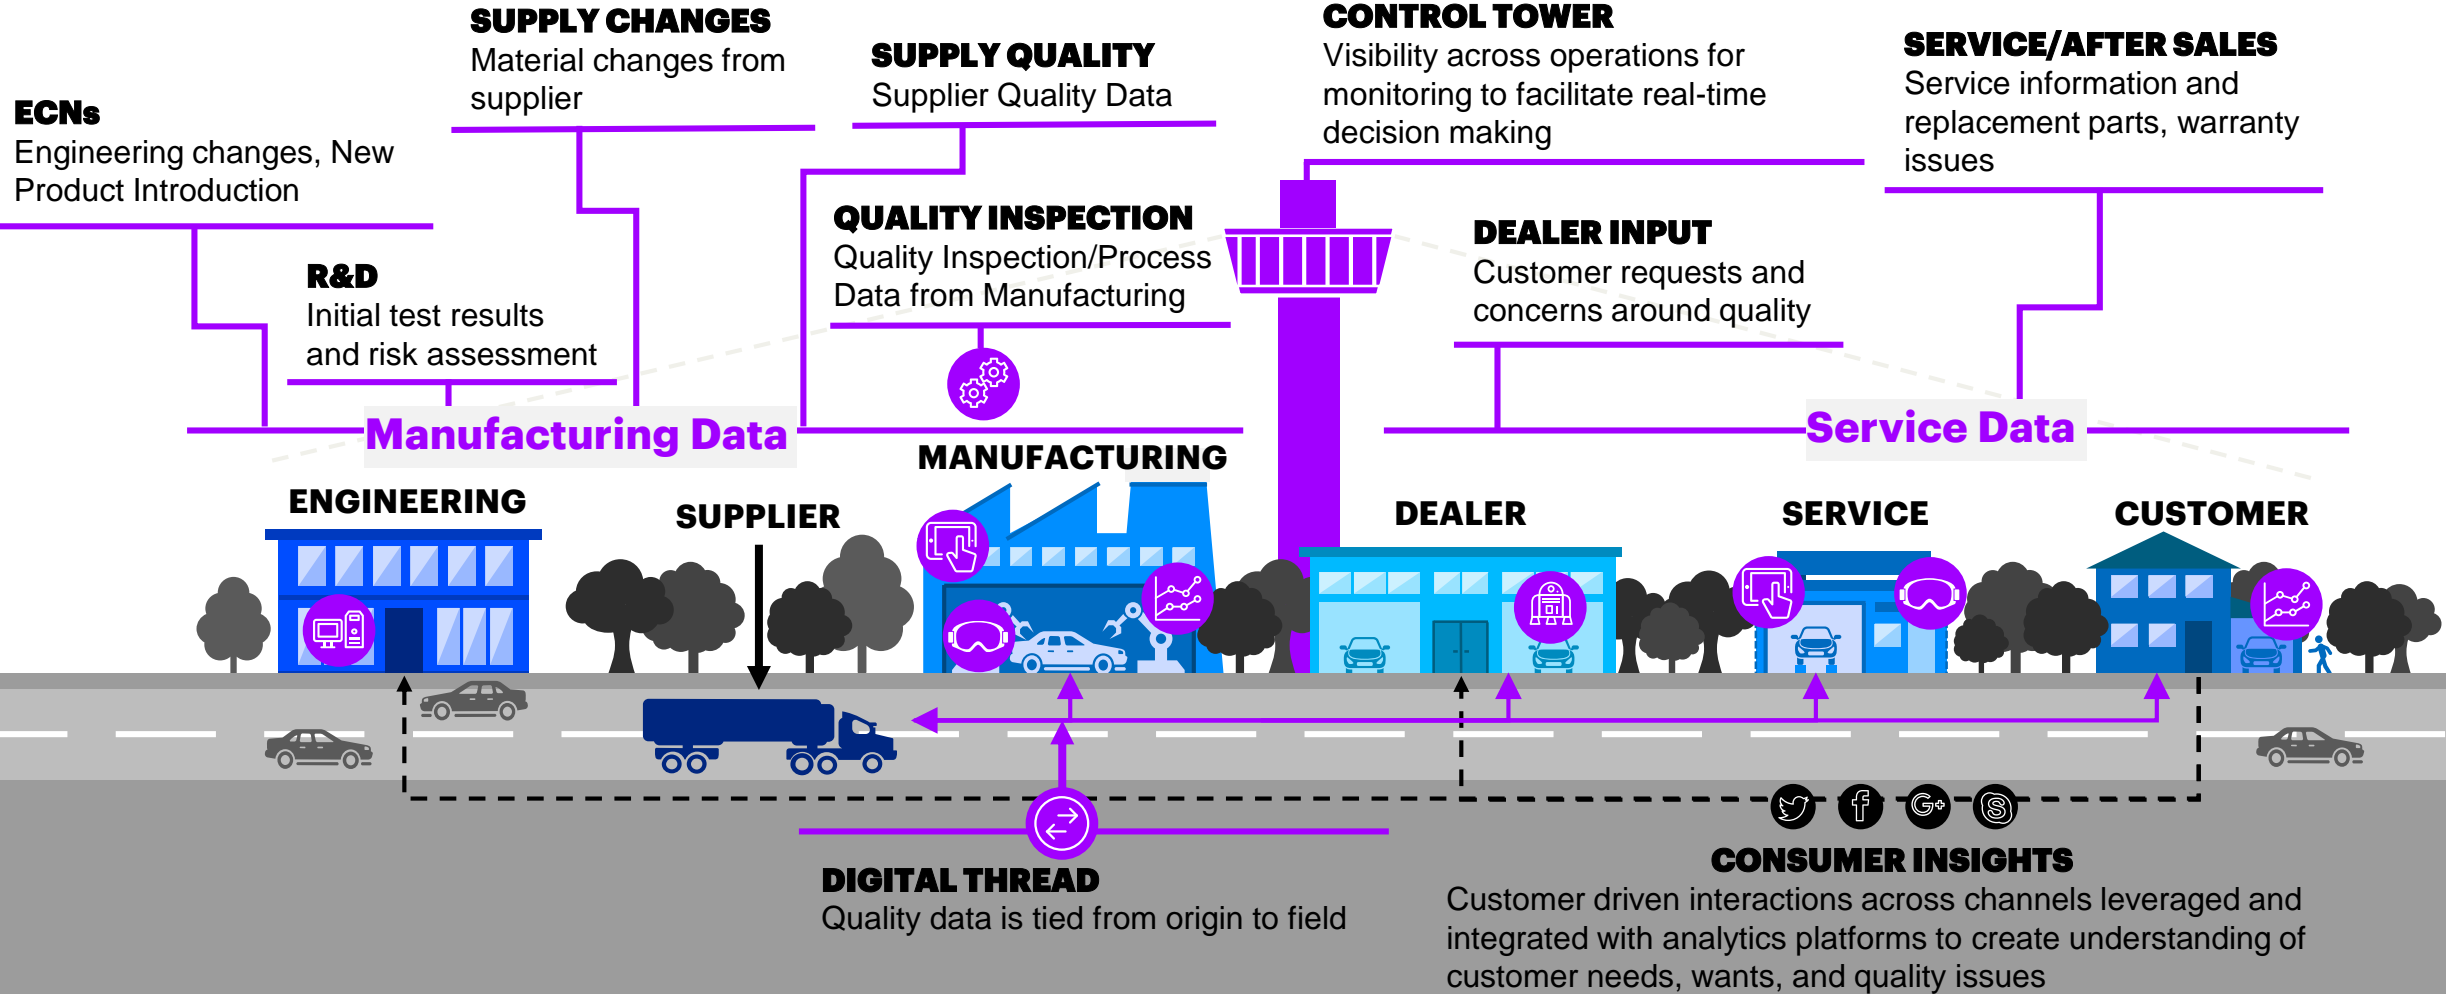 SUPPLY CHANGES
Material changes from
supplier
SUPPLY QUALITY
Supplier Quality Data
CONTROL TOWER
Visibility across operations for
monitoring to facilitate real-time
decision making
SERVICE/AFTER SALES
Service information and
replacement parts, warranty
issues
ECNs
Engineering changes, New
Product Introduction
R&D
Initial test results
and risk assessment
QUALITY INSPECTION
Quality Inspection/Process
Data from Manufacturing
DEALER INPUT
Customer requests and
concerns around quality
Manufacturing Data
Service Data
ENGINEERING
SUPPLIER
MANUFACTURING
DEALER
SERVICE
CUSTOMER
f
G+
S
DIGITAL THREAD
Quality data is tied from origin to field
CONSUMER INSIGHTS
Customer driven interactions across channels leveraged and
integrated with analytics platforms to create understanding of
customer needs, wants, and quality issues